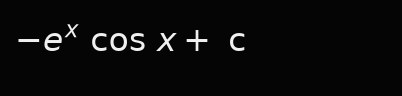 $-e^x \cos x + $ c